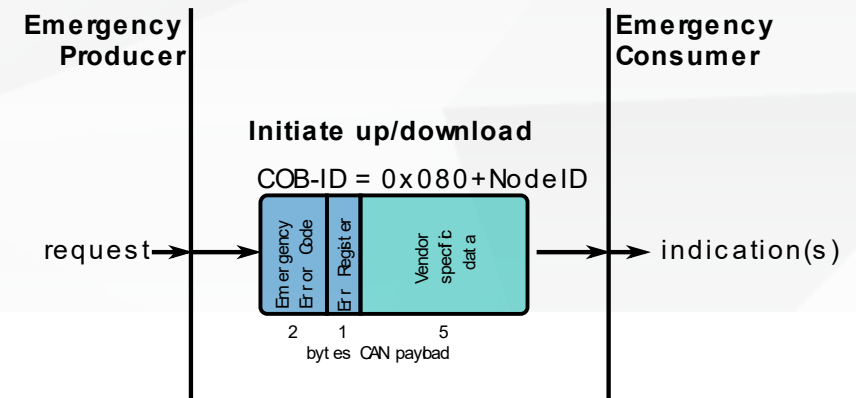 Emergency
Producer
Emergency
Consumer
Initiate up/download
COB-ID = 0x080+NodeID
request
Emergency
Error Code
Err Register
Vendor
specfic
data
indication(s)
2 1 5
bytes CAN paybad